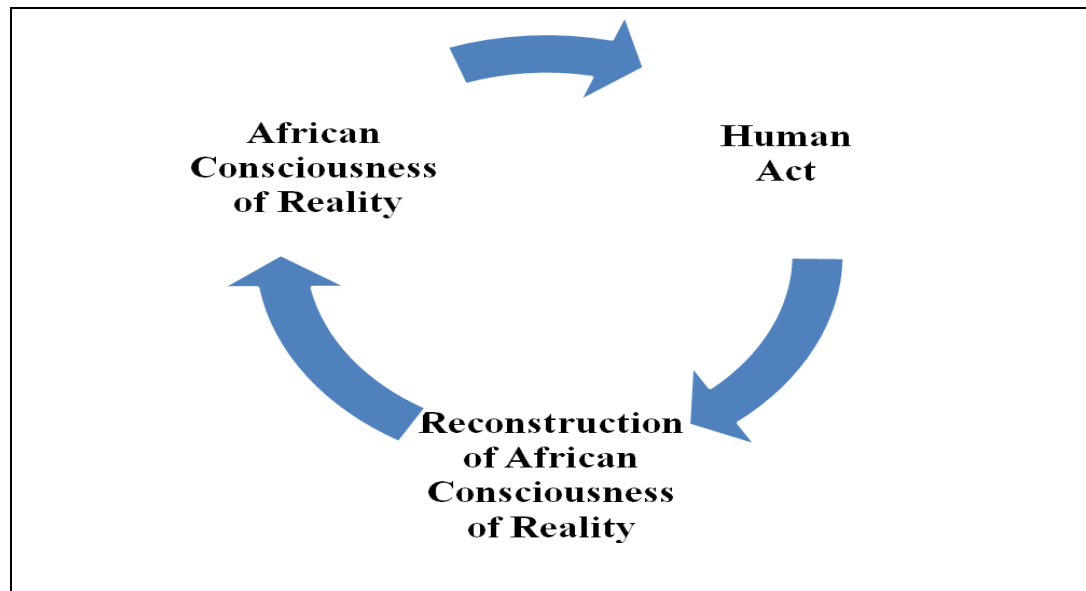 African
Consciousness
of Reality
Human
Act
Reconstruction
of African
Consciousness
of Reality